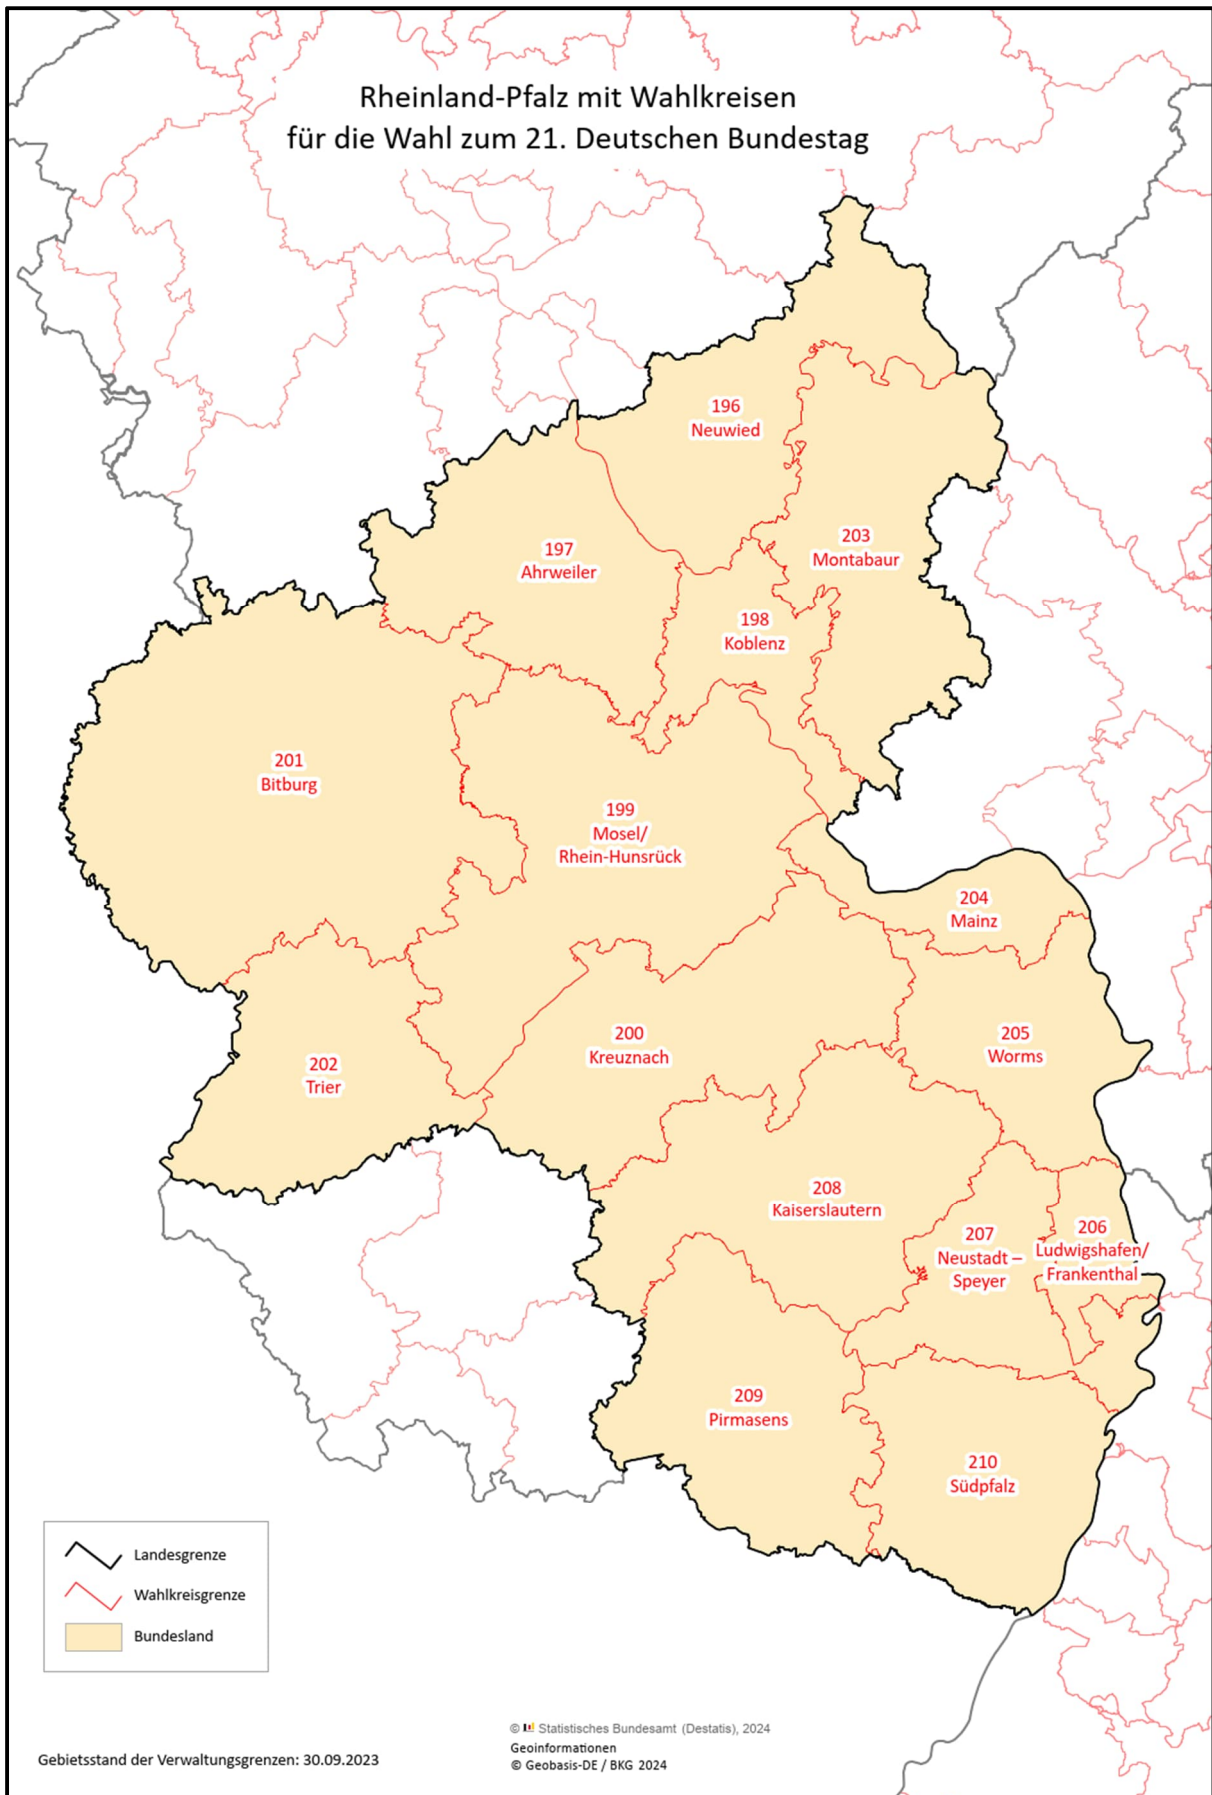 Rheinland-Pfalz mit Wahlkreisen
für die Wahl zum 21. Deutschen Bundestag
196
Neuwied
203
Montabaur
197
Ahrweiler
198
Koblenz
201
Bitburg
199
Mosel/
Rhein-Hunsrück
204
Mainz
200
Kreuznach
205
Worms
202
Trier
208
Kaiserslautern
207
Neustadt –
Speyer
206
Ludwigshafen/
Frankenthal
209
Pirmasens
210
Südpfalz
Landesgrenze
Wahlkreisgrenze
Bundesland
Gebietsstand der Verwaltungsgrenzen: 30.09.2023
© Statistisches Bundesamt (Destatis), 2024
Geoinformationen
© Geobasis-DE / BKG 2024